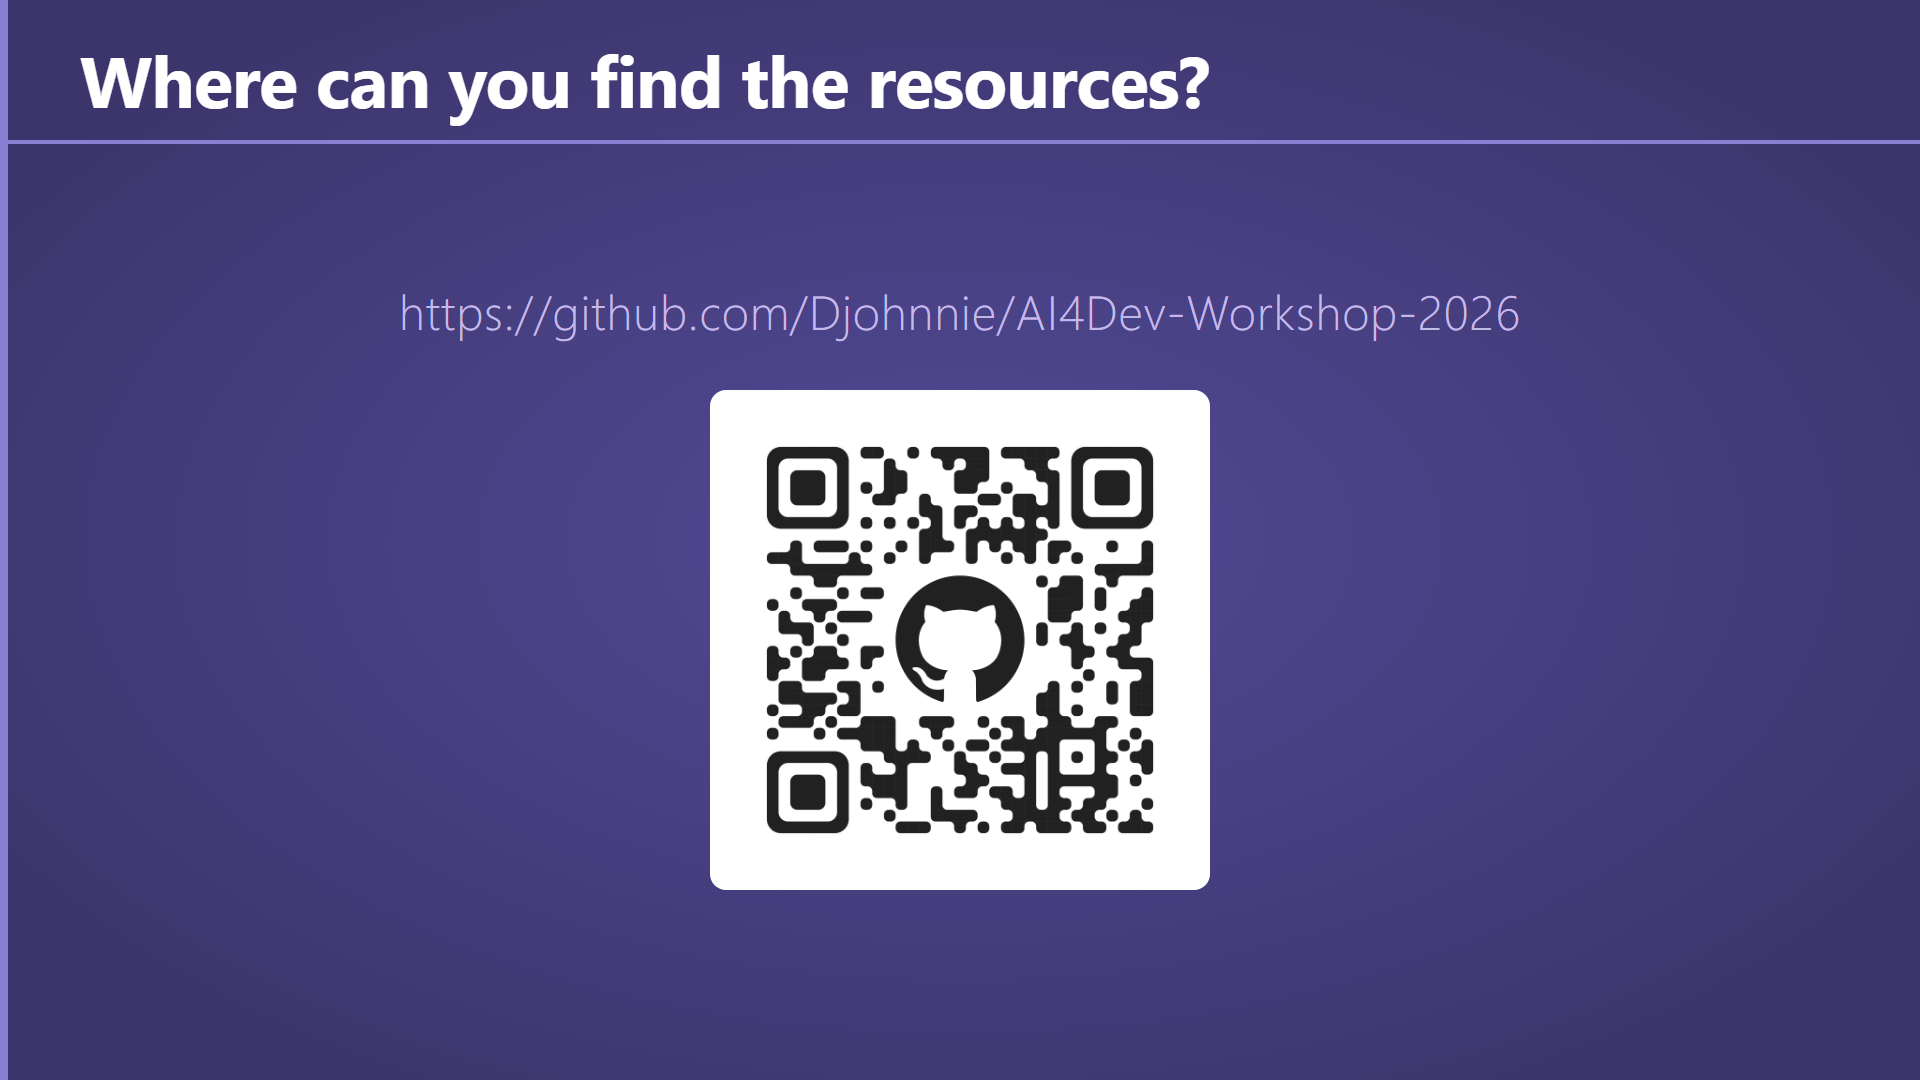 Where can you find the resources?
https://github.com/Djohnnie/AI4Dev-Workshop-2026